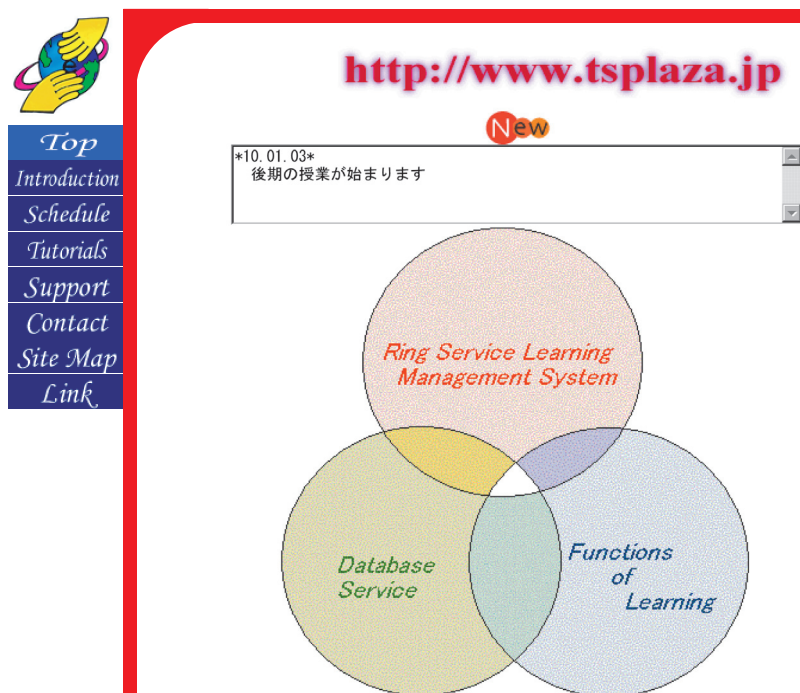 http://www.tsplaza.jp
New
Top
Introduction
Schedule
Tutorials
Support
Contact
Site Map
Link
*10.01.03*
後期の授業が始まります
Ring Service Learning
Management System
Database
Service
Functions
of
Learning